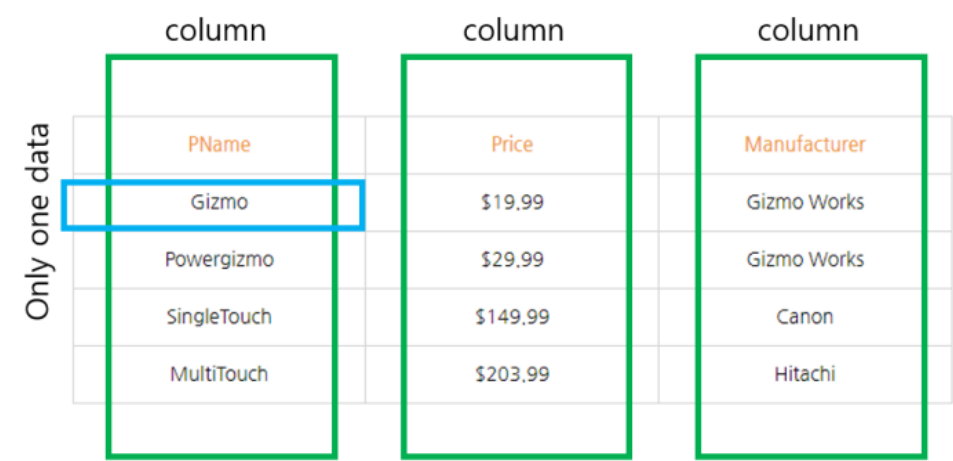 column column column
Only one data
PName Price Manufacturer
Gizmo $19,99 Gizmo Works
Powergizmo $29,99 Gizmo Works
SingleTouch $149,99 Canon
MultiTouch $203,99 Hitachi